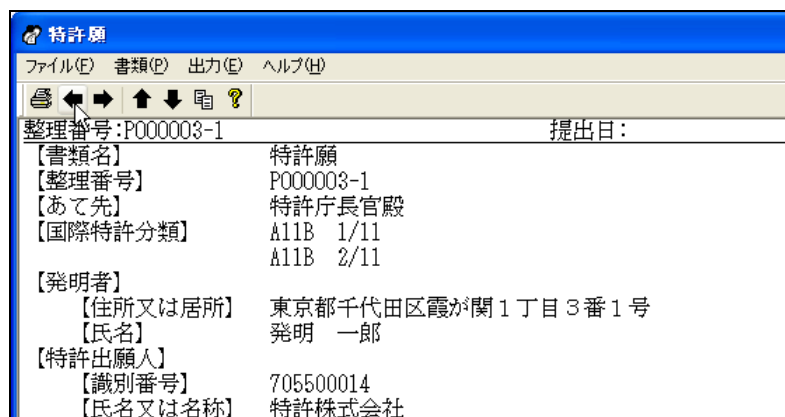 特許願
ファイル(F) 書類(P) 出力(E) ヘルプ(H)
整理番号:P000003-1 提出日:
【書類名】 特許願
【整理番号】 P000003-1
【あて先】 特許庁長官殿
【国際特許分類】 A11B 1/11
A11B 2/11
【発明者】
【住所又は居所】 東京都千代田区霞が関1丁目3番1号
【氏名】 発明 一郎
【特許出願人】
【識別番号】 705500014
【氏名又は名称】 特許株式会社